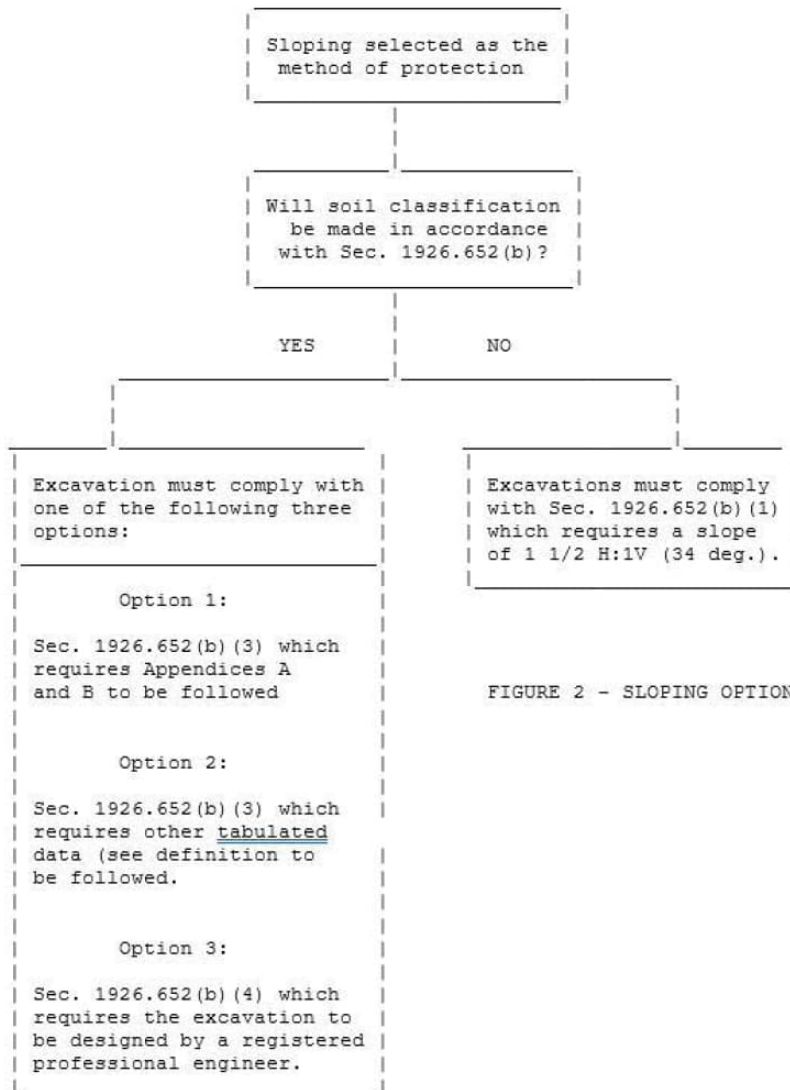 Sloping selected as the
method of protection
Will soil classification
be made in accordance
with Sec. 1926.652(b)?
YES
NO
Excavation must comply with
one of the following three
options:
Option 1:
Sec. 1926.652(b)(3) which
requires Appendices A
and B to be followed
Option 2:
Sec. 1926.652(b)(3) which
requires other tabulated
data (see definition to
be followed.
Option 3:
Sec. 1926.652(b)(4) which
requires the excavation to
be designed by a registered
professional engineer.
Excavations must comply
with Sec. 1926.652(b)(1)
which requires a slope
of 1 1/2 H:1V (34 deg.).
FIGURE 2 - SLOPING OPTION